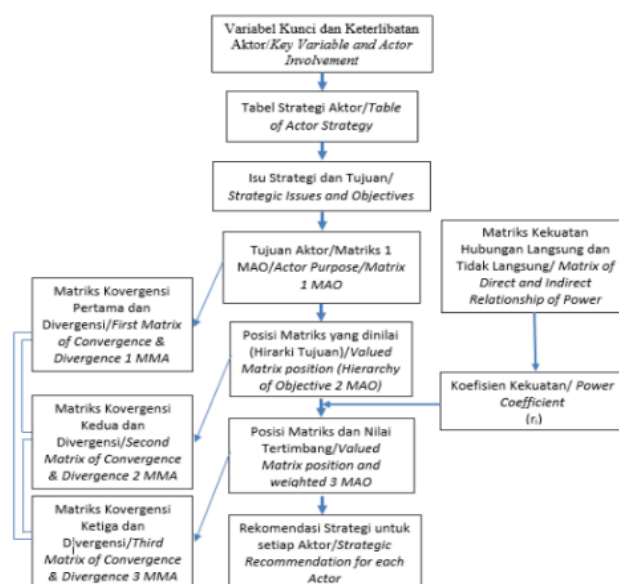 Variabel Kunci dan Keterlibatan
Aktor/Key Variable and Actor
Involvement
Tabel Strategi Aktor/Table
of Actor Strategy
Isu Strategi dan Tujuan/
Strategic Issues and Objectives
Tujuan Aktor/Matriks 1
MAO/Actor Purpose/Matrix
1 MAO
Matriks Kekuatan
Hubungan Langsung dan
Tidak Langsung/ Matrix of
Direct and Indirect
Relationship of Power
Matriks Kovergensi
Pertama dan
Divergensi/First Matrix
of Convergence &
Divergence 1 MMA
Posisi Matriks yang dinilai
(Hirarki Tujuan)/Valued
Matrix position (Hierarchy
of Objective 2 MAO)
Koefisien Kekuatan/ Power
Coefficient
(rᵢ)
Matriks Kovergensi
Kedua dan
Divergensi/Second
Matrix of Convergence
& Divergence 2 MMA
Posisi Matriks dan Nilai
Tertimbang/Valued
Matrix position and
weighted 3 MAO
Matriks Kovergensi
Ketiga dan
Divergensi/Third
Matrix of Convergence
& Divergence 3 MMA
Rekomendasi Strategi untuk
setiap Aktor/Strategic
Recommendation for each
Actor